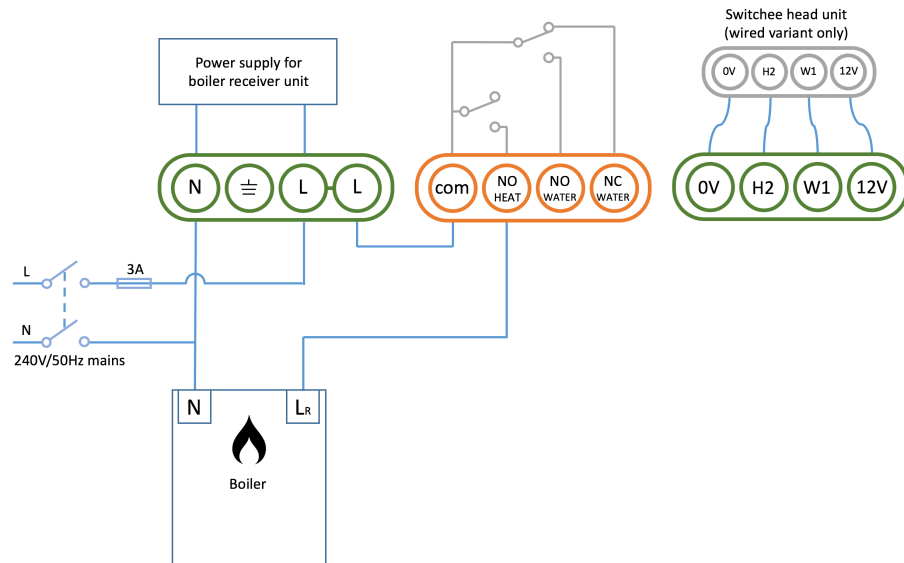 Switchee head unit
(wired variant only)
0V H2 W1 12V
Power supply for
boiler receiver unit
N L L
com NO HEAT NO WATER NC WATER
0V H2 W1 12V
L 3A
N
240V/50Hz mains
N LR
Boiler